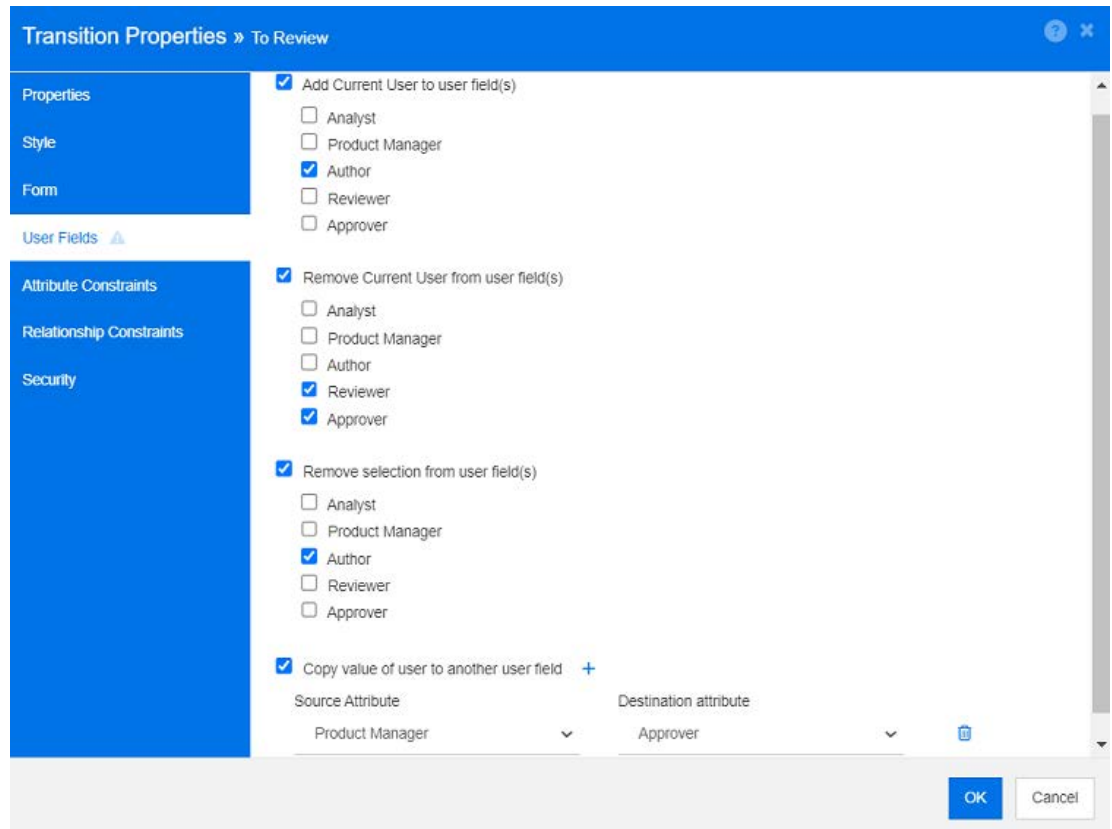 Transition Properties » To Review
Properties
Style
Form
User Fields
Attribute Constraints
Relationship Constraints
Security
Add Current User to user field(s)
Analyst
Product Manager
Author
Reviewer
Approver
Remove Current User from user field(s)
Analyst
Product Manager
Author
Reviewer
Approver
Remove selection from user field(s)
Analyst
Product Manager
Author
Reviewer
Approver
Copy value of user to another user field +
Source Attribute Destination attribute
Product Manager Approver
OK Cancel